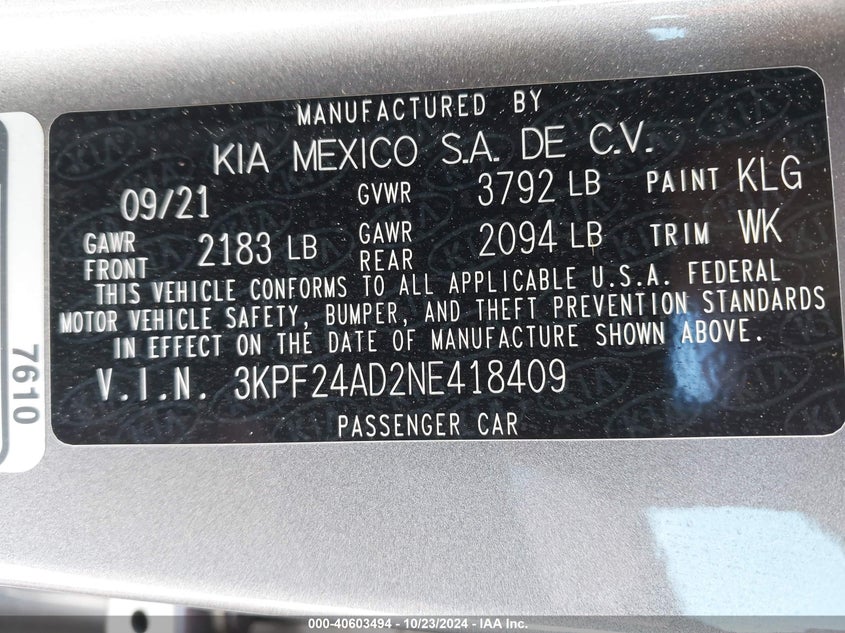 MANUFACTURED BY
KIA MEXICO S.A. DE C.V.
09/21 GVWR 3792 LB PAINT KLG
GAWR FRONT 2183 LB GAWR REAR 2094 LB TRIM WK
THIS VEHICLE CONFORMS TO ALL APPLICABLE U.S.A. FEDERAL
MOTOR VEHICLE SAFETY, BUMPER, AND THEFT PREVENTION STANDARDS
IN EFFECT ON THE DATE OF MANUFACTURE SHOWN ABOVE.
V.I.N. 3KPF24AD2NE418409
PASSENGER CAR
7610
000-40603494 - 10/23/2024 - IAA Inc.